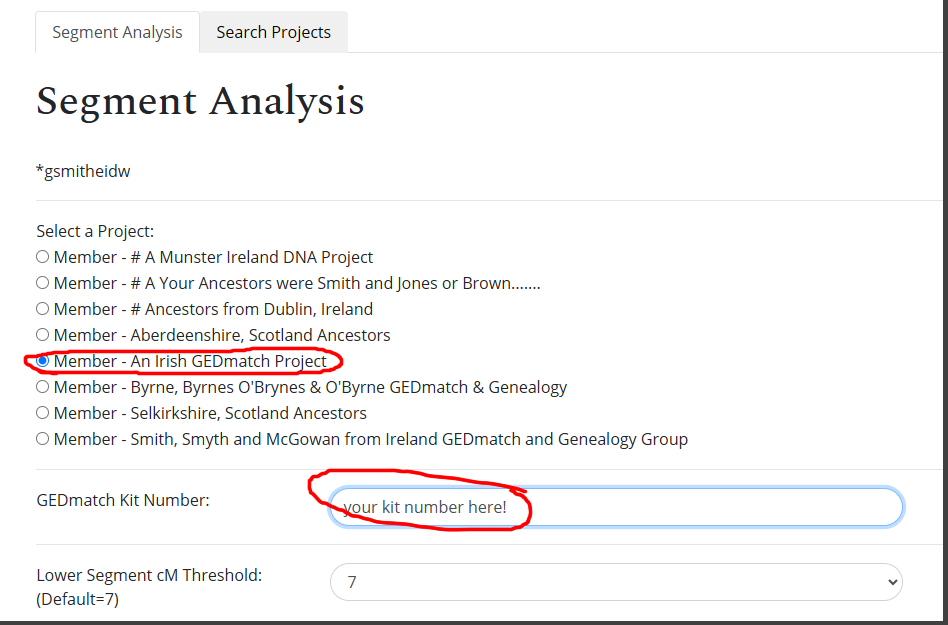 Segment Analysis
Search Projects
Segment Analysis
*gsmitheidw
Select a Project:
Member - # A Munster Ireland DNA Project
Member - # A Your Ancestors were Smith and Jones or Brown.......
Member - # Ancestors from Dublin, Ireland
Member - Aberdeenshire, Scotland Ancestors
Member - An Irish GEDmatch Project
Member - Byrne, Byrnes O'Brynes & O'Byrne GEDmatch & Genealogy
Member - Selkirkshire, Scotland Ancestors
Member - Smith, Smyth and McGowan from Ireland GEDmatch and Genealogy Group
GEDmatch Kit Number:
your kit number here!
Lower Segment cM Threshold:
(Default=7)
7